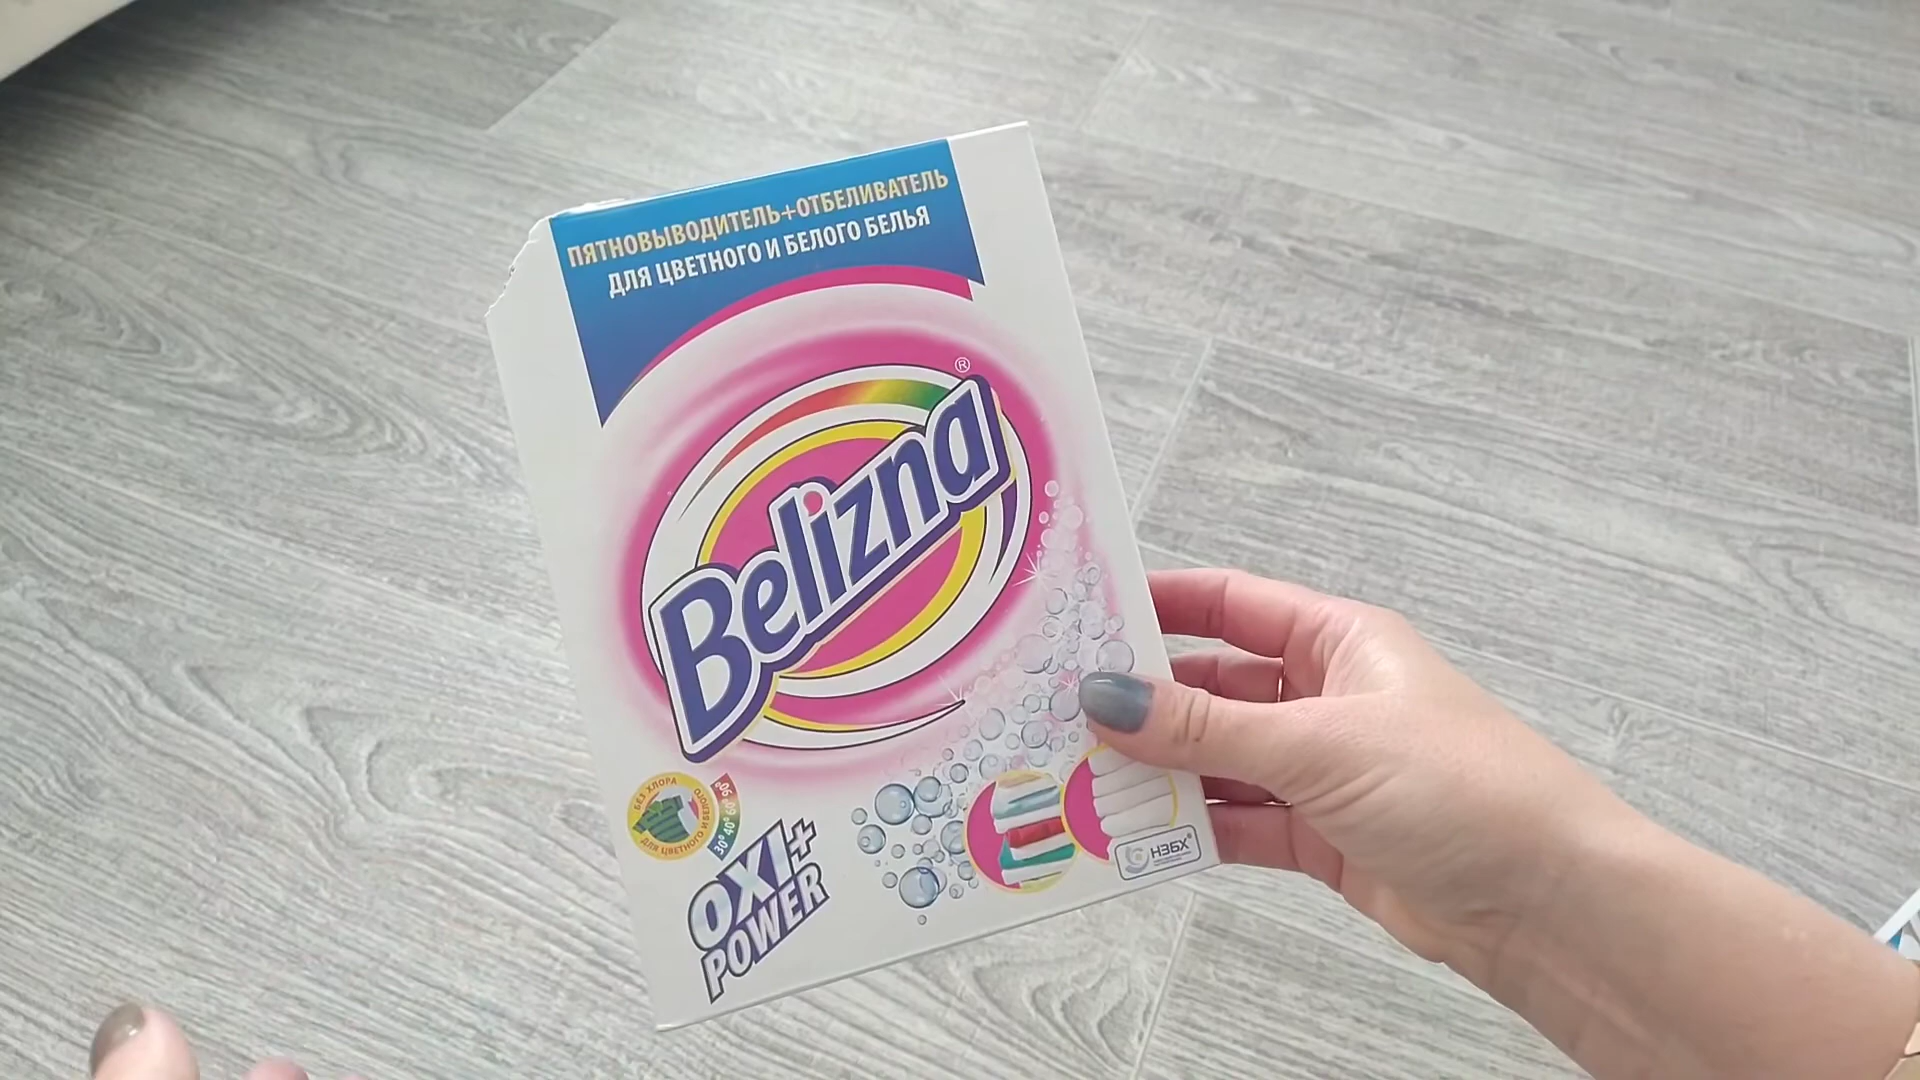 ПЯТНОВЫВОДИТЕЛЬ+ОТБЕЛИВАТЕЛЬ
ДЛЯ ЦВЕТНОГО И БЕЛОГО БЕЛЬЯ
®
Belizna
БЕЗ ХЛОРА
ДЛЯ ЦВЕТНОГО И БЕЛОГО
30° 40° 60° 90°
OXI+
POWER
НЗБХ®